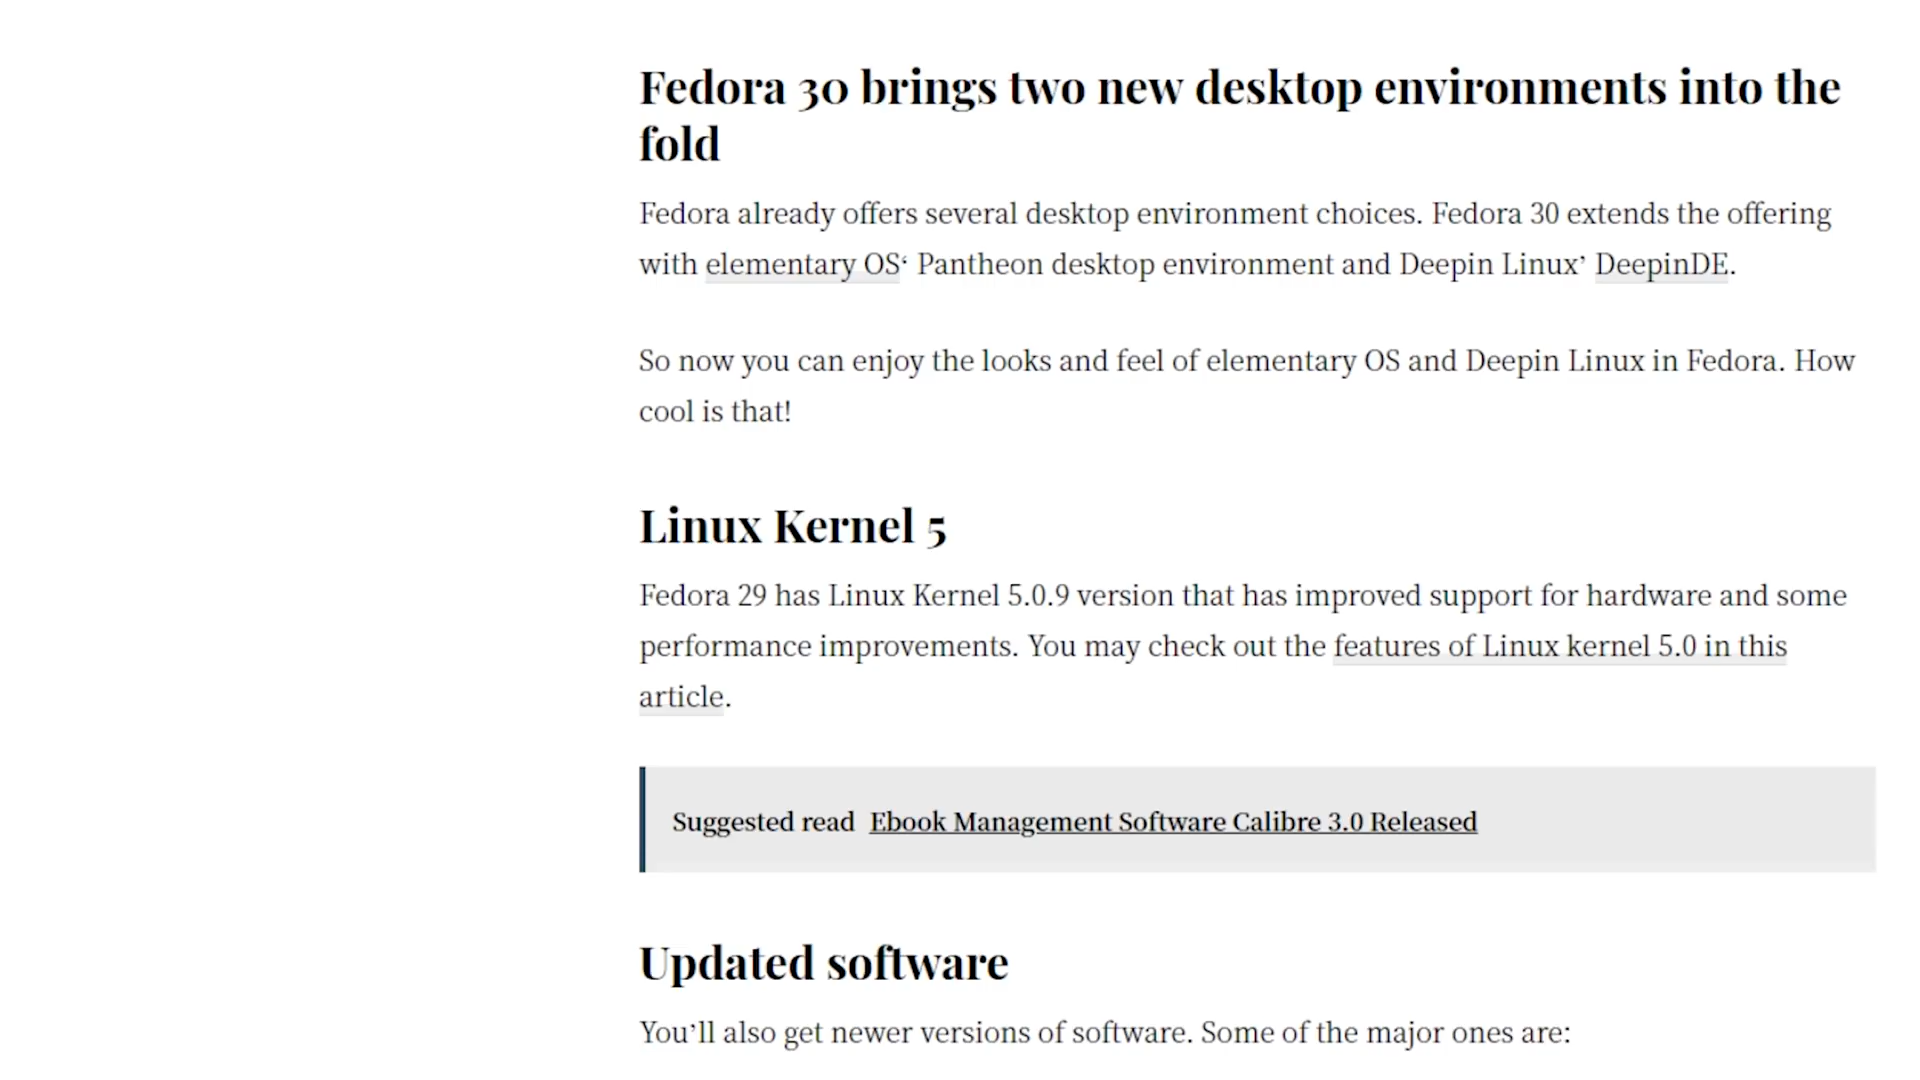 Fedora 30 brings two new desktop environments into the
fold
Fedora already offers several desktop environment choices. Fedora 30 extends the offering
with elementary OS‘ Pantheon desktop environment and Deepin Linux’ DeepinDE.
So now you can enjoy the looks and feel of elementary OS and Deepin Linux in Fedora. How
cool is that!
Linux Kernel 5
Fedora 29 has Linux Kernel 5.0.9 version that has improved support for hardware and some
performance improvements. You may check out the features of Linux kernel 5.0 in this
article.
Suggested read Ebook Management Software Calibre 3.0 Released
Updated software
You’ll also get newer versions of software. Some of the major ones are: